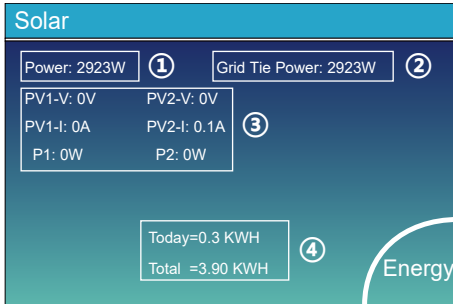 Solar
Power: 2923W ① Grid Tie Power: 2923W ②
PV1-V: 0V PV2-V: 0V
PV1-I: 0A PV2-I: 0.1A ③
P1: 0W P2: 0W
Today=0.3 KWH
Total =3.90 KWH ④
Energy